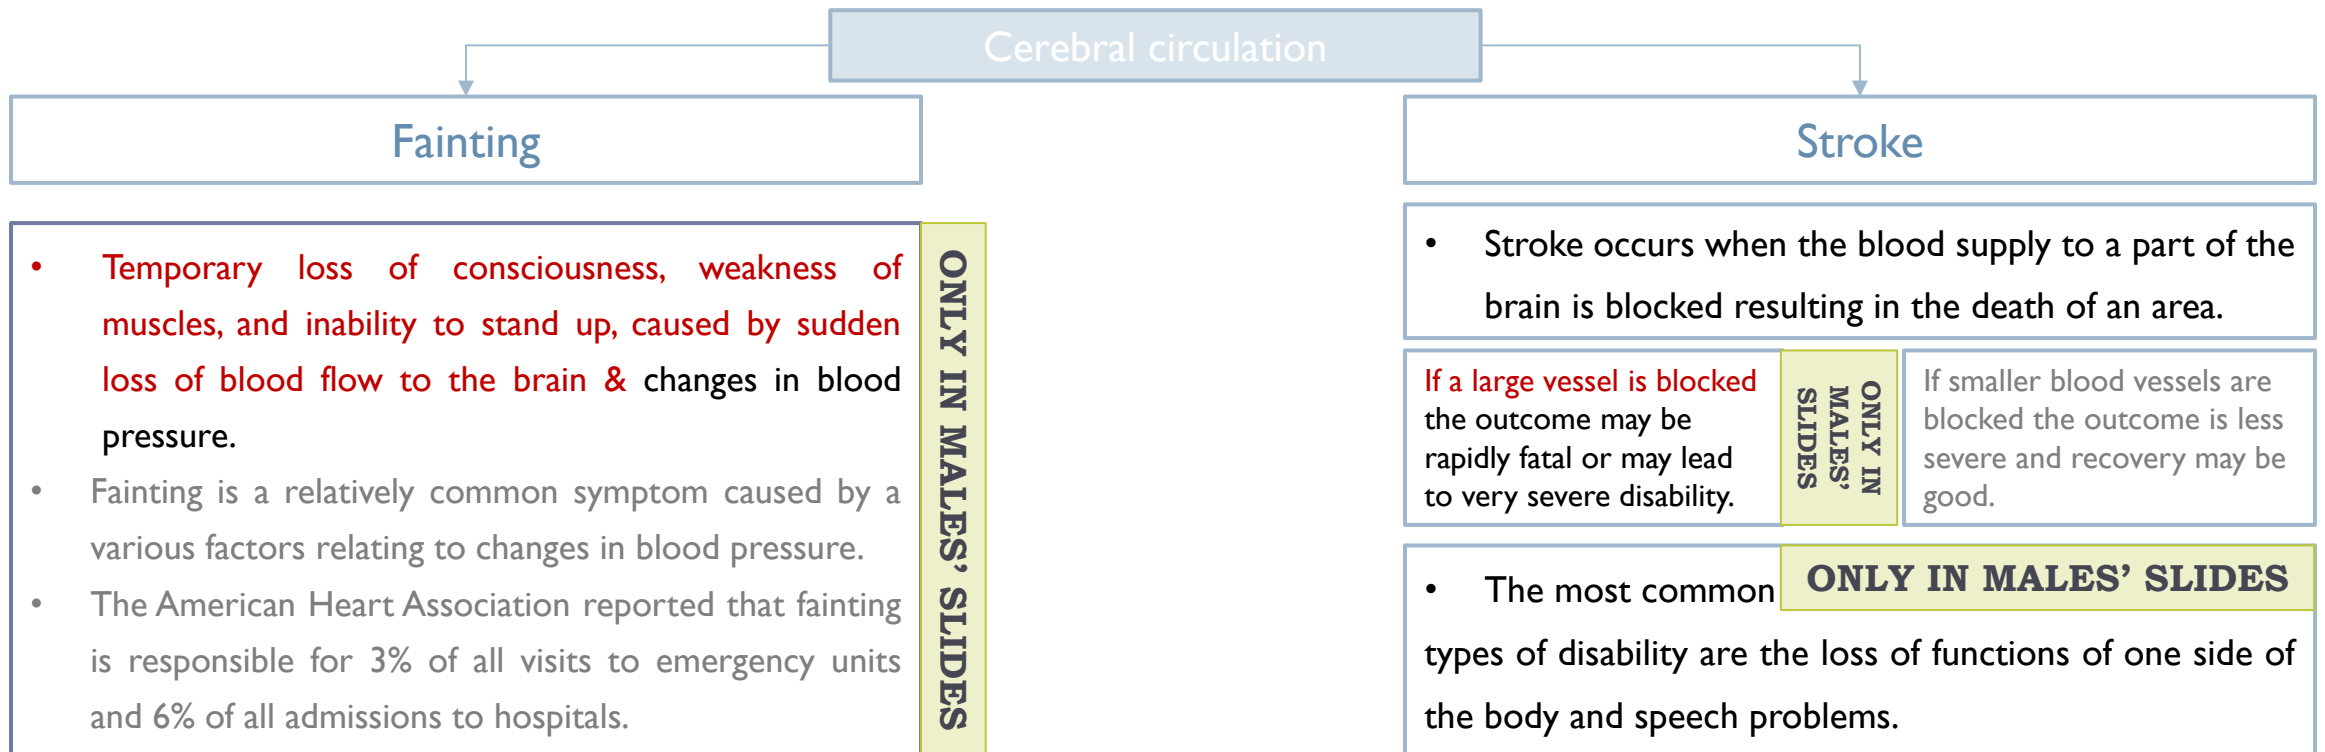 Cerebral circulation
Fainting
• Temporary loss of consciousness, weakness of
muscles, and inability to stand up, caused by sudden
loss of blood flow to the brain & changes in blood
pressure.
• Fainting is a relatively common symptom caused by a
various factors relating to changes in blood pressure.
• The American Heart Association reported that fainting
is responsible for 3% of all visits to emergency units
and 6% of all admissions to hospitals.
ONLY IN MALES’ SLIDES
Stroke
• Stroke occurs when the blood supply to a part of the
brain is blocked resulting in the death of an area.
If a large vessel is blocked
the outcome may be
rapidly fatal or may lead
to very severe disability.
ONLY IN
MALES’
SLIDES
If smaller blood vessels are
blocked the outcome is less
severe and recovery may be
good.
• The most common
ONLY IN MALES’ SLIDES
types of disability are the loss of functions of one side of
the body and speech problems.